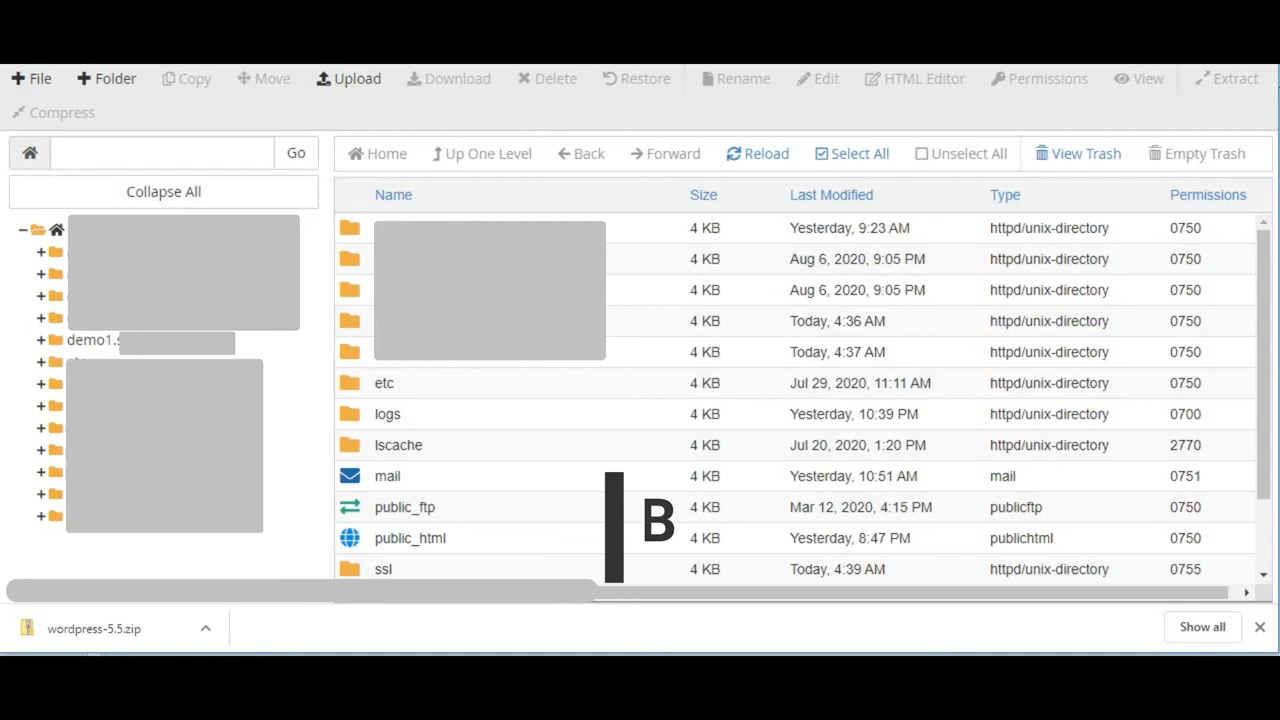 File Folder Copy Move Upload Download Delete Restore Rename Edit HTML Editor Permissions View Extract
Compress
Go
Home Up One Level Back Forward Reload Select All Unselect All View Trash Empty Trash
Collapse All
Name Size Last Modified Type Permissions
4 KB Yesterday, 9:23 AM httpd/unix-directory 0750
4 KB Aug 6, 2020, 9:05 PM httpd/unix-directory 0750
4 KB Aug 6, 2020, 9:05 PM httpd/unix-directory 0750
4 KB Today, 4:36 AM httpd/unix-directory 0750
demo1.s
4 KB Today, 4:37 AM httpd/unix-directory 0750
etc 4 KB Jul 29, 2020, 11:11 AM httpd/unix-directory 0750
logs 4 KB Yesterday, 10:39 PM httpd/unix-directory 0700
lscache 4 KB Jul 20, 2020, 1:20 PM httpd/unix-directory 2770
mail 4 KB Yesterday, 10:51 AM mail 0751
public_ftp 4 KB Mar 12, 2020, 4:15 PM publicftp 0750
B
public_html 4 KB Yesterday, 8:47 PM publichtml 0750
ssl 4 KB Today, 4:39 AM httpd/unix-directory 0755
wordpress-5.5.zip
Show all